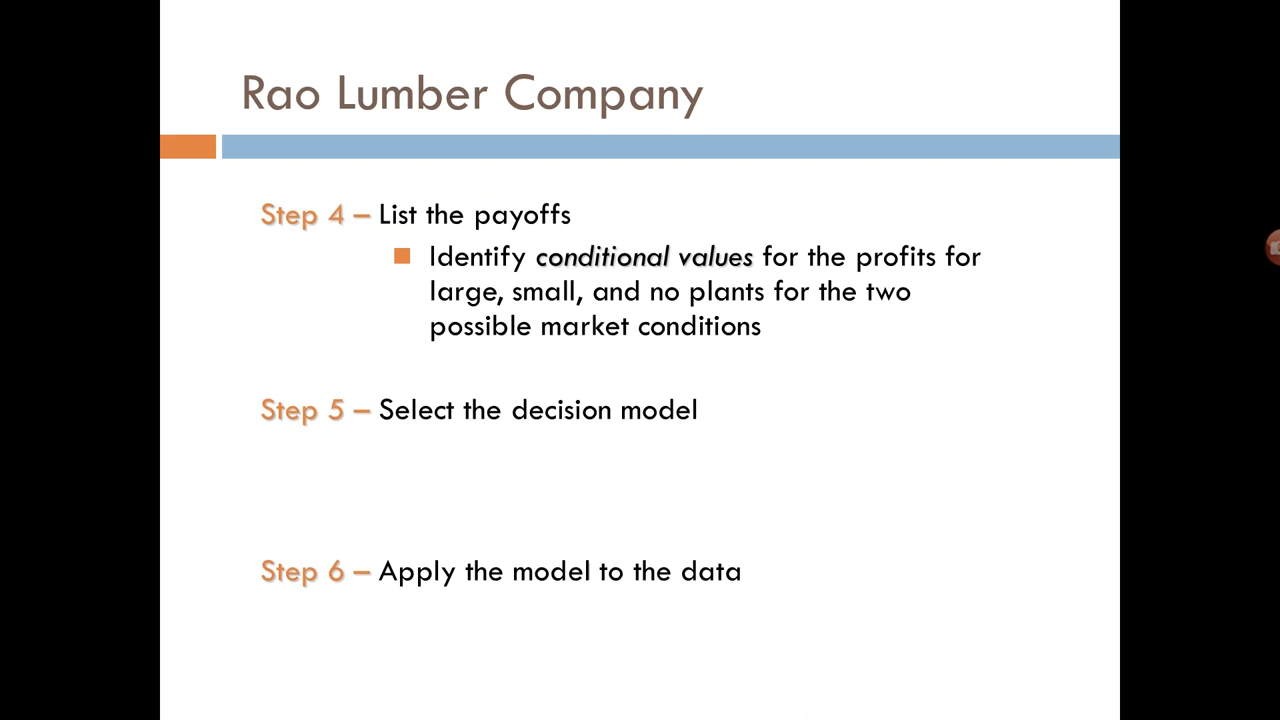 Rao Lumber Company
Step 4 – List the payoffs
Identify conditional values for the profits for
large, small, and no plants for the two
possible market conditions
Step 5 – Select the decision model
Step 6 – Apply the model to the data